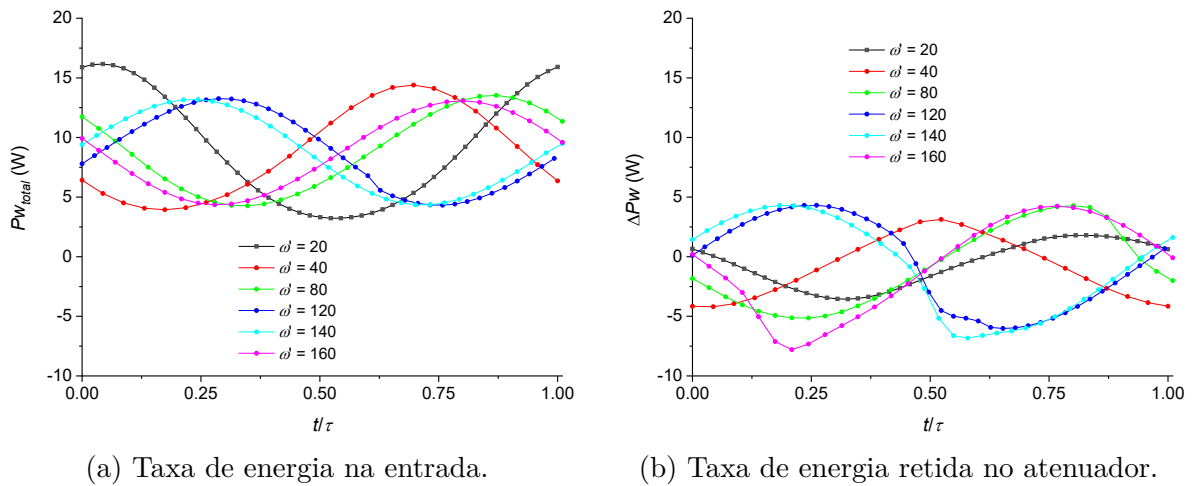 20
15
10
5
0
-5
-10
Pw_total (W)
ω' = 20
ω' = 40
ω' = 80
ω' = 120
ω' = 140
ω' = 160
0.00 0.25 0.50 0.75 1.00
t/τ
(a) Taxa de energia na entrada.
20
15
10
5
0
-5
-10
ΔPw (W)
ω' = 20
ω' = 40
ω' = 80
ω' = 120
ω' = 140
ω' = 160
0.00 0.25 0.50 0.75 1.00
t/τ
(b) Taxa de energia retida no atenuador.